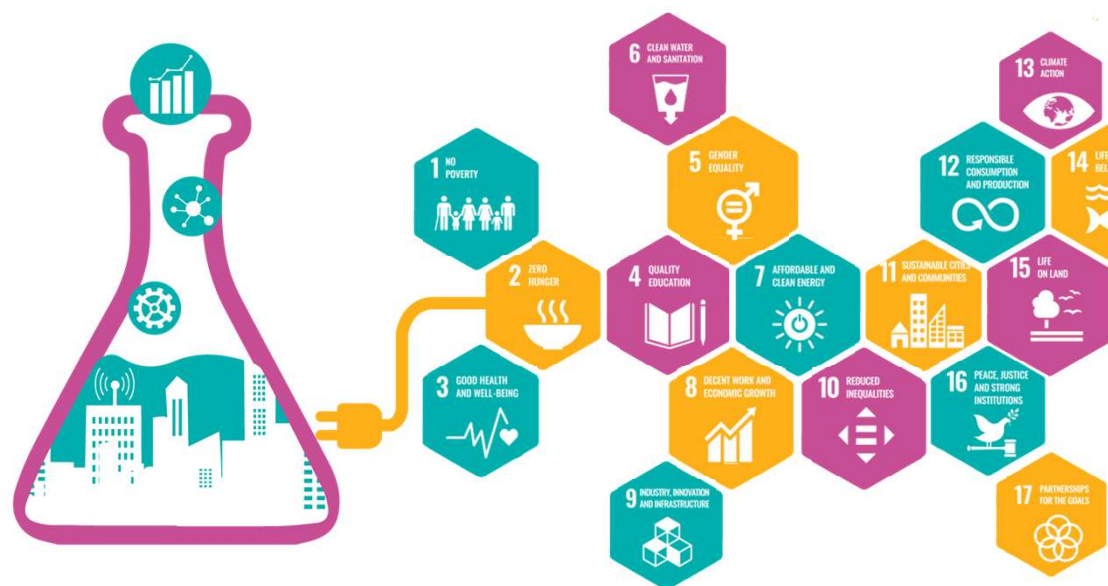 1 NO
POVERTY
2 ZERO
HUNGER
3 GOOD HEALTH
AND WELL-BEING
4 QUALITY
EDUCATION
5 GENDER
EQUALITY
6 CLEAN WATER
AND SANITATION
7 AFFORDABLE AND
CLEAN ENERGY
8 DECENT WORK AND
ECONOMIC GROWTH
9 INDUSTRY, INNOVATION
AND INFRASTRUCTURE
10 REDUCED
INEQUALITIES
11 SUSTAINABLE CITIES
AND COMMUNITIES
12 RESPONSIBLE
CONSUMPTION
AND PRODUCTION
13 CLIMATE
ACTION
14 LIFE
BEL
15 LIFE
ON LAND
16 PEACE, JUSTICE
AND STRONG
INSTITUTIONS
17 PARTNERSHIPS
FOR THE GOALS